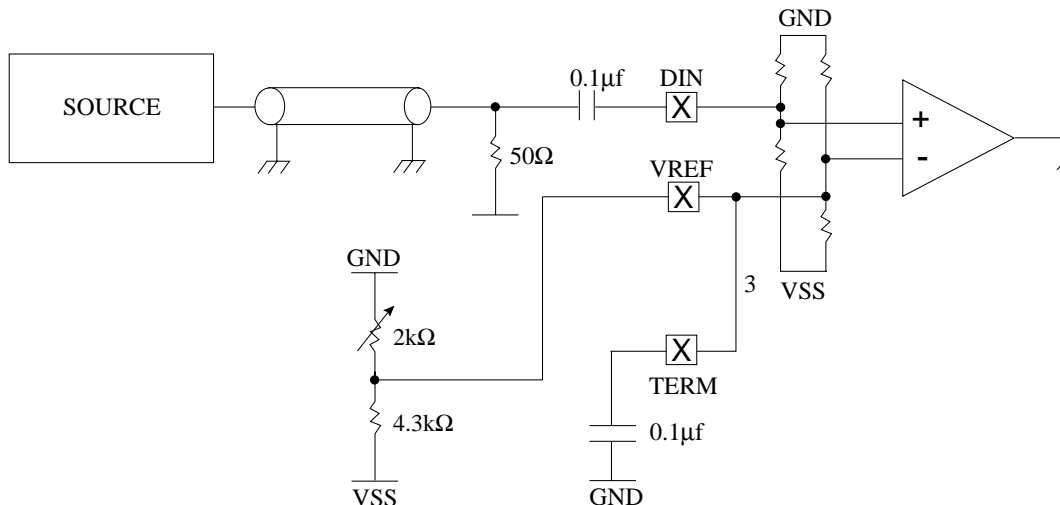 GND
0.1µf
DIN
SOURCE
X
+
50Ω
-
VREF
X
GND
3
VSS
2kΩ
X
TERM
4.3kΩ
0.1µf
VSS
GND